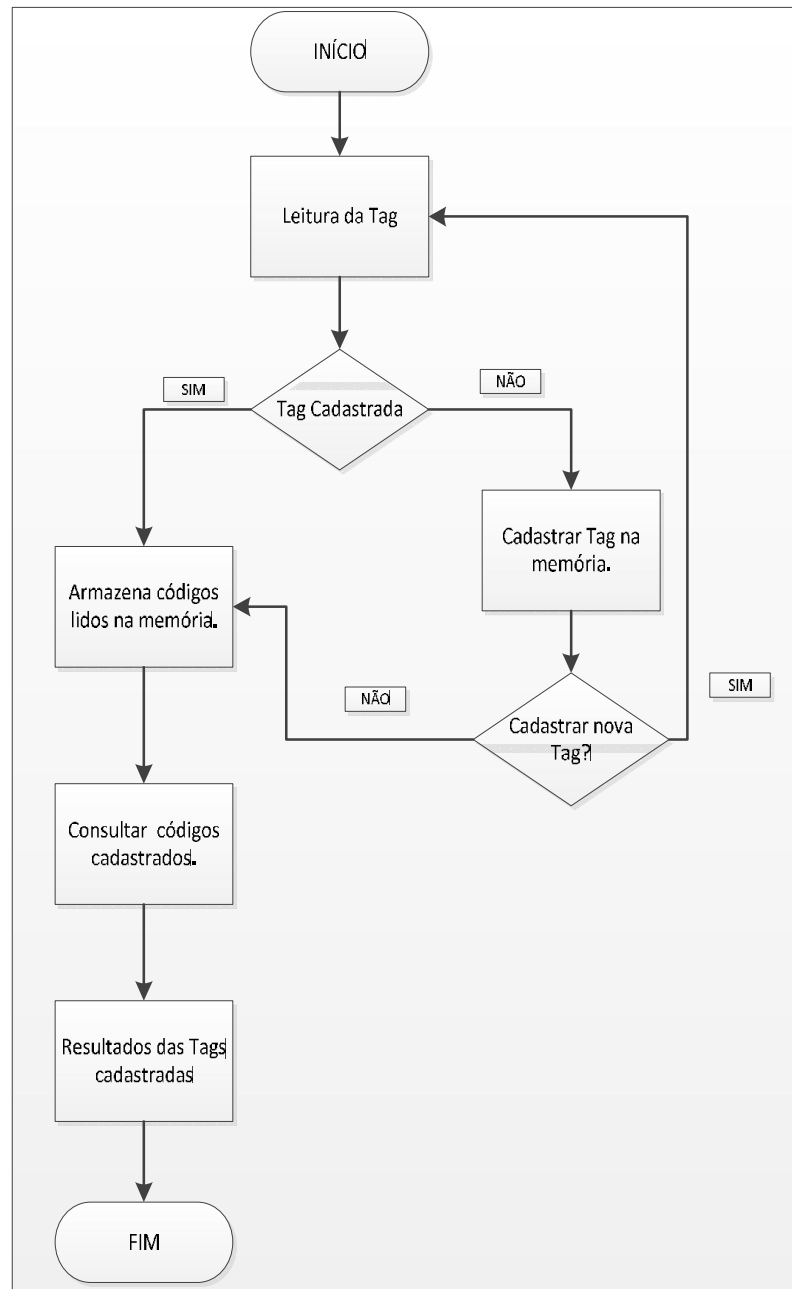 INÍCIO
Leitura da Tag
SIM
NÃO
Tag Cadastrada
Cadastrar Tag na
memória.
Armazena códigos
lidos na memória.
NÃO
SIM
Cadastrar nova
Tag?
Consultar códigos
cadastrados.
Resultados das Tags
cadastradas
FIM